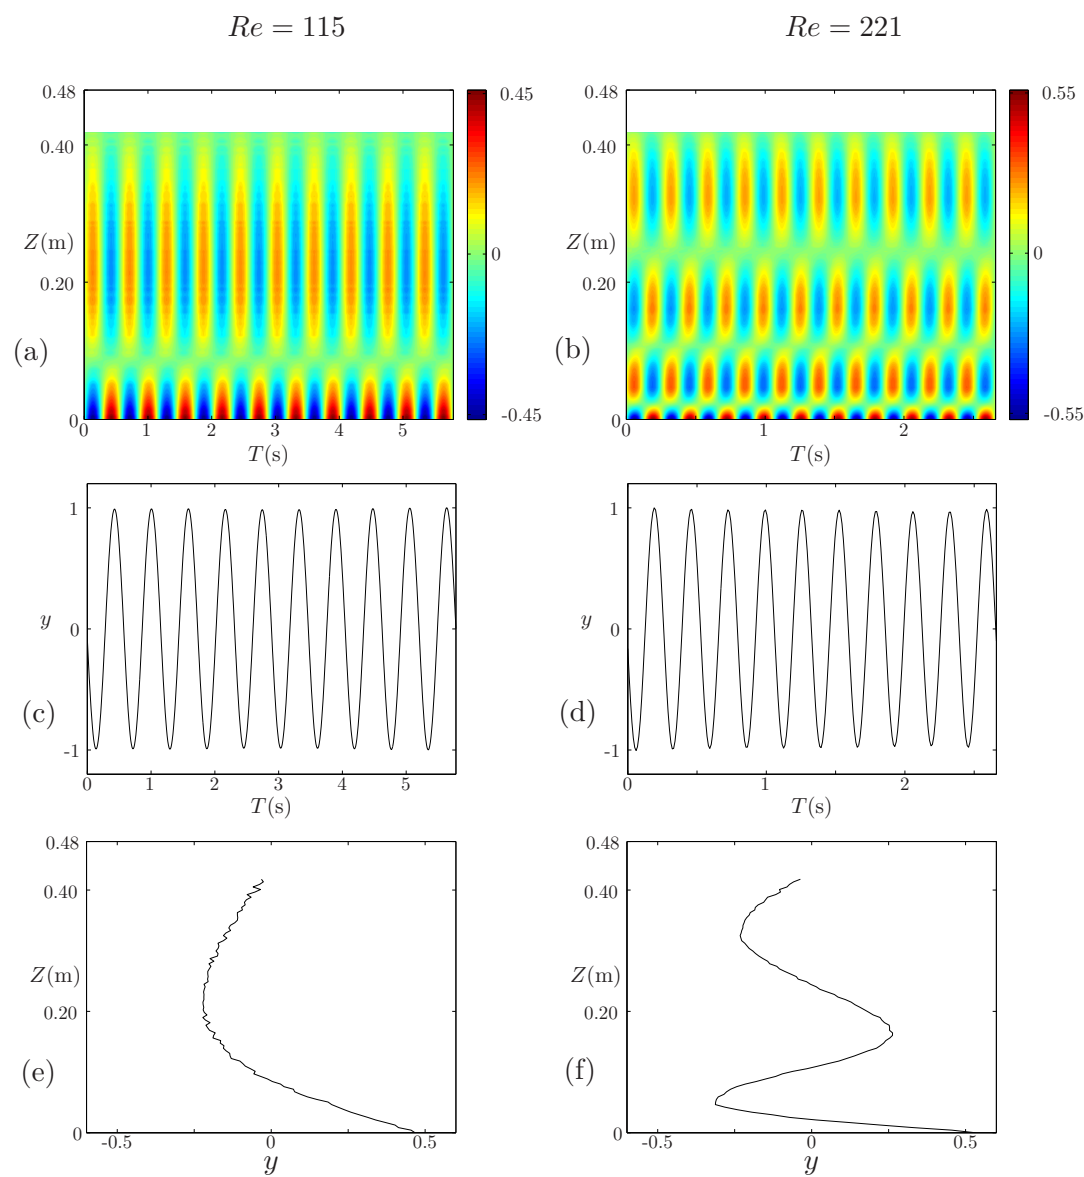 Re = 115
Re = 221
0.48
0.45
0.48
0.55
0.40
0.40
Z(m)
0
Z(m)
0
0.20
0.20
(a)
(b)
0
-0.45
0
-0.55
0 1 2 3 4 5
0 1 2
T(s)
T(s)
1
1
y
0
y
0
(c)
(d)
-1
-1
0 1 2 3 4 5
0 1 2
T(s)
T(s)
0.48
0.48
0.40
0.40
Z(m)
Z(m)
0.20
0.20
(e)
(f)
0
0
-0.5 0 0.5
-0.5 0 0.5
y
y